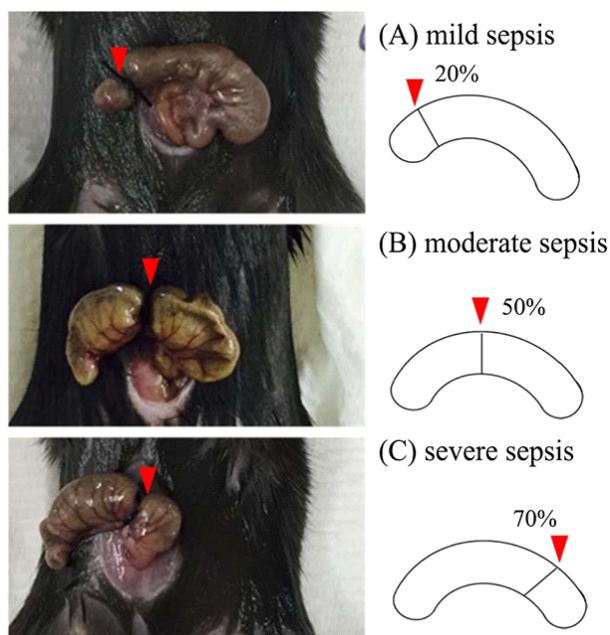 (A) mild sepsis
20%
(B) moderate sepsis
50%
(C) severe sepsis
70%